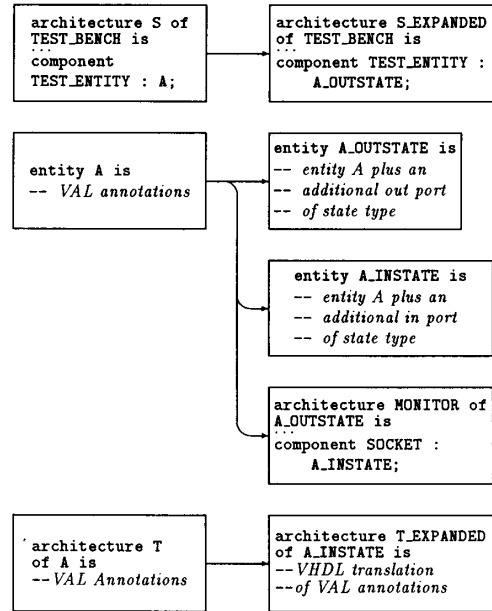 architecture S of
TEST_BENCH is
...
component
TEST_ENTITY : A;
architecture S_EXPANDED
of TEST_BENCH is
...
component TEST_ENTITY :
A_OUTSTATE;
entity A is
-- VAL annotations
entity A_OUTSTATE is
-- entity A plus an
-- additional out port
-- of state type
entity A_INSTATE is
-- entity A plus an
-- additional in port
-- of state type
architecture MONITOR of
A_OUTSTATE is
...
component SOCKET :
A_INSTATE;
architecture T
of A is
--VAL Annotations
architecture T_EXPANDED
of A_INSTATE is
--VHDL translation
--of VAL annotations